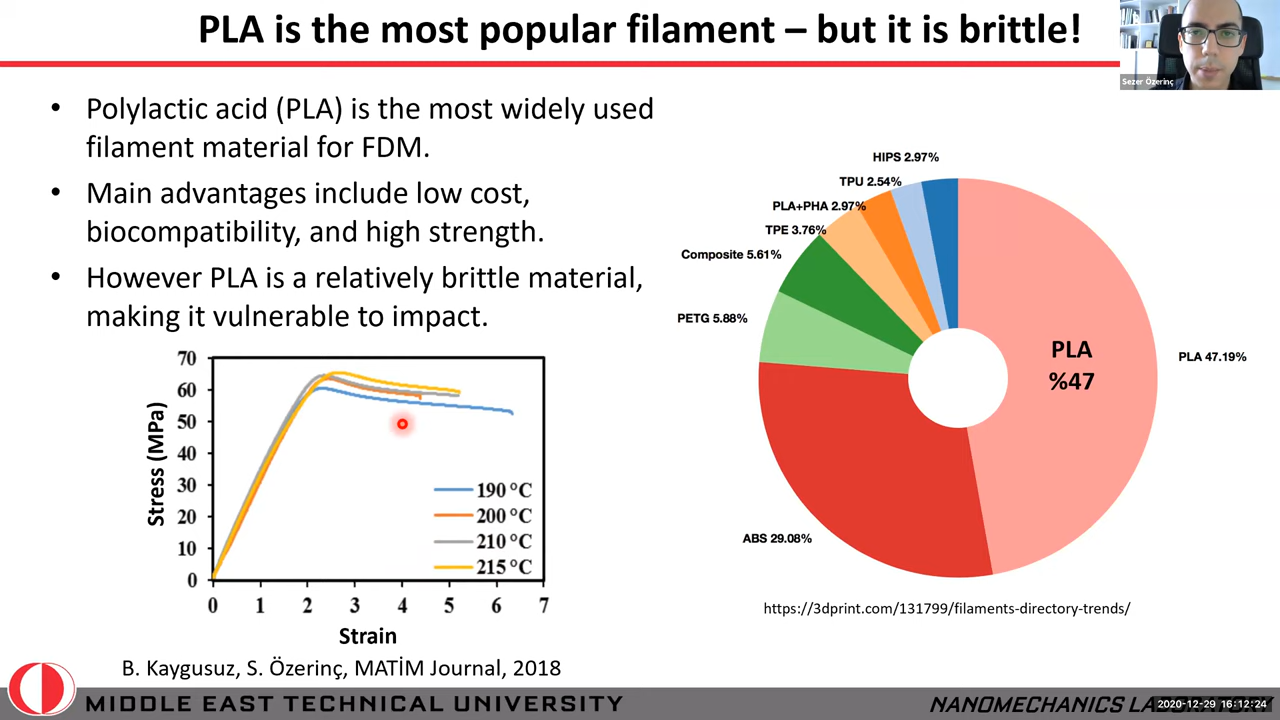 PLA is the most popular filament – but it is brittle!
Sezer Özerinç
• Polylactic acid (PLA) is the most widely used
filament material for FDM.
• Main advantages include low cost,
biocompatibility, and high strength.
• However PLA is a relatively brittle material,
making it vulnerable to impact.
70
60
50
40
30
20
10
0
Stress (MPa)
190 °C
200 °C
210 °C
215 °C
0 1 2 3 4 5 6 7
Strain
B. Kaygusuz, S. Özerinç, MATİM Journal, 2018
HIPS 2.97%
TPU 2.54%
PLA+PHA 2.97%
TPE 3.76%
Composite 5.61%
PETG 5.88%
ABS 29.08%
PLA 47.19%
PLA
%47
https://3dprint.com/131799/filaments-directory-trends/
MIDDLE EAST TECHNICAL UNIVERSITY
NANOMECHANICS
2020-12-29 16:12:24